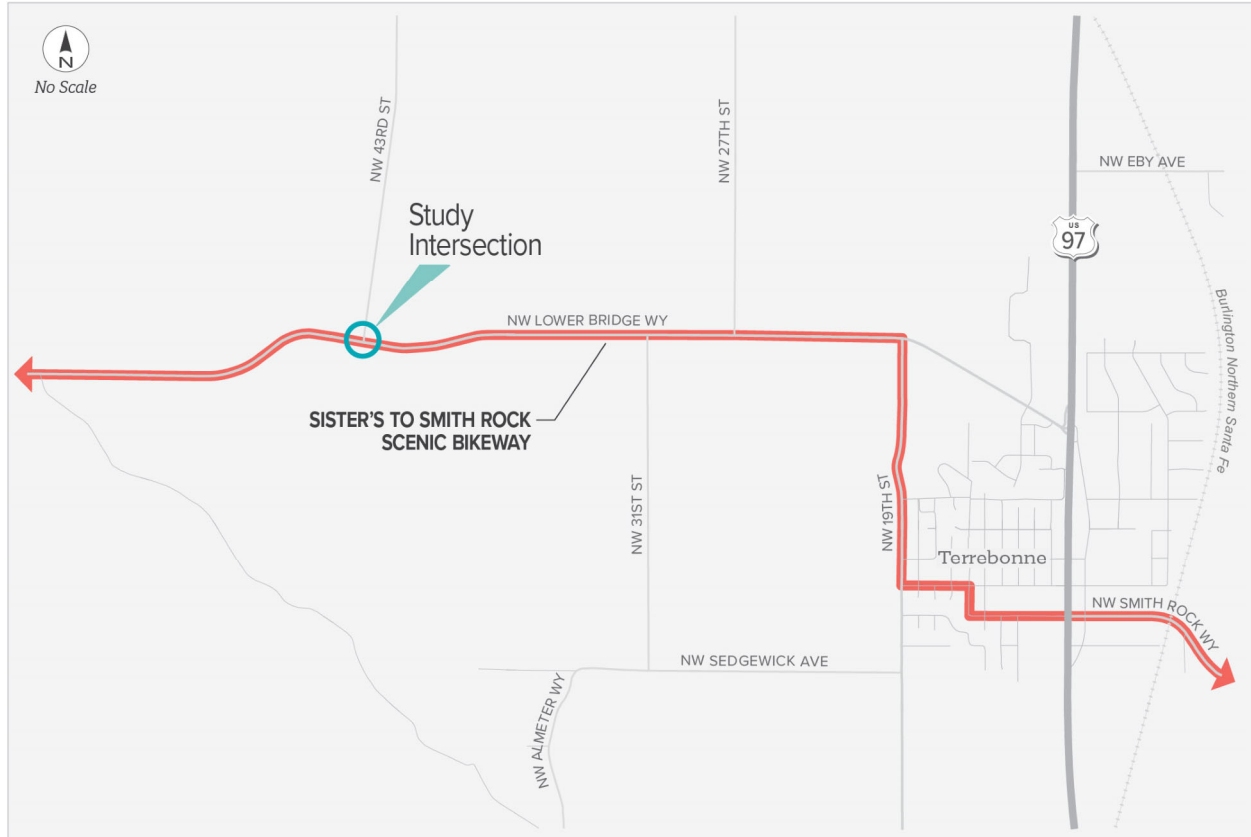 N
No Scale
NW 43RD ST
NW 27TH ST
NW EBY AVE
Study
Intersection
US
97
Burlington Northern Santa Fe
NW LOWER BRIDGE WY
SISTER'S TO SMITH ROCK
SCENIC BIKEWAY
NW 31ST ST
NW 19TH ST
Terrebonne
NW SMITH ROCK WY
NW SEDGEWICK AVE
NW ALMETER WY